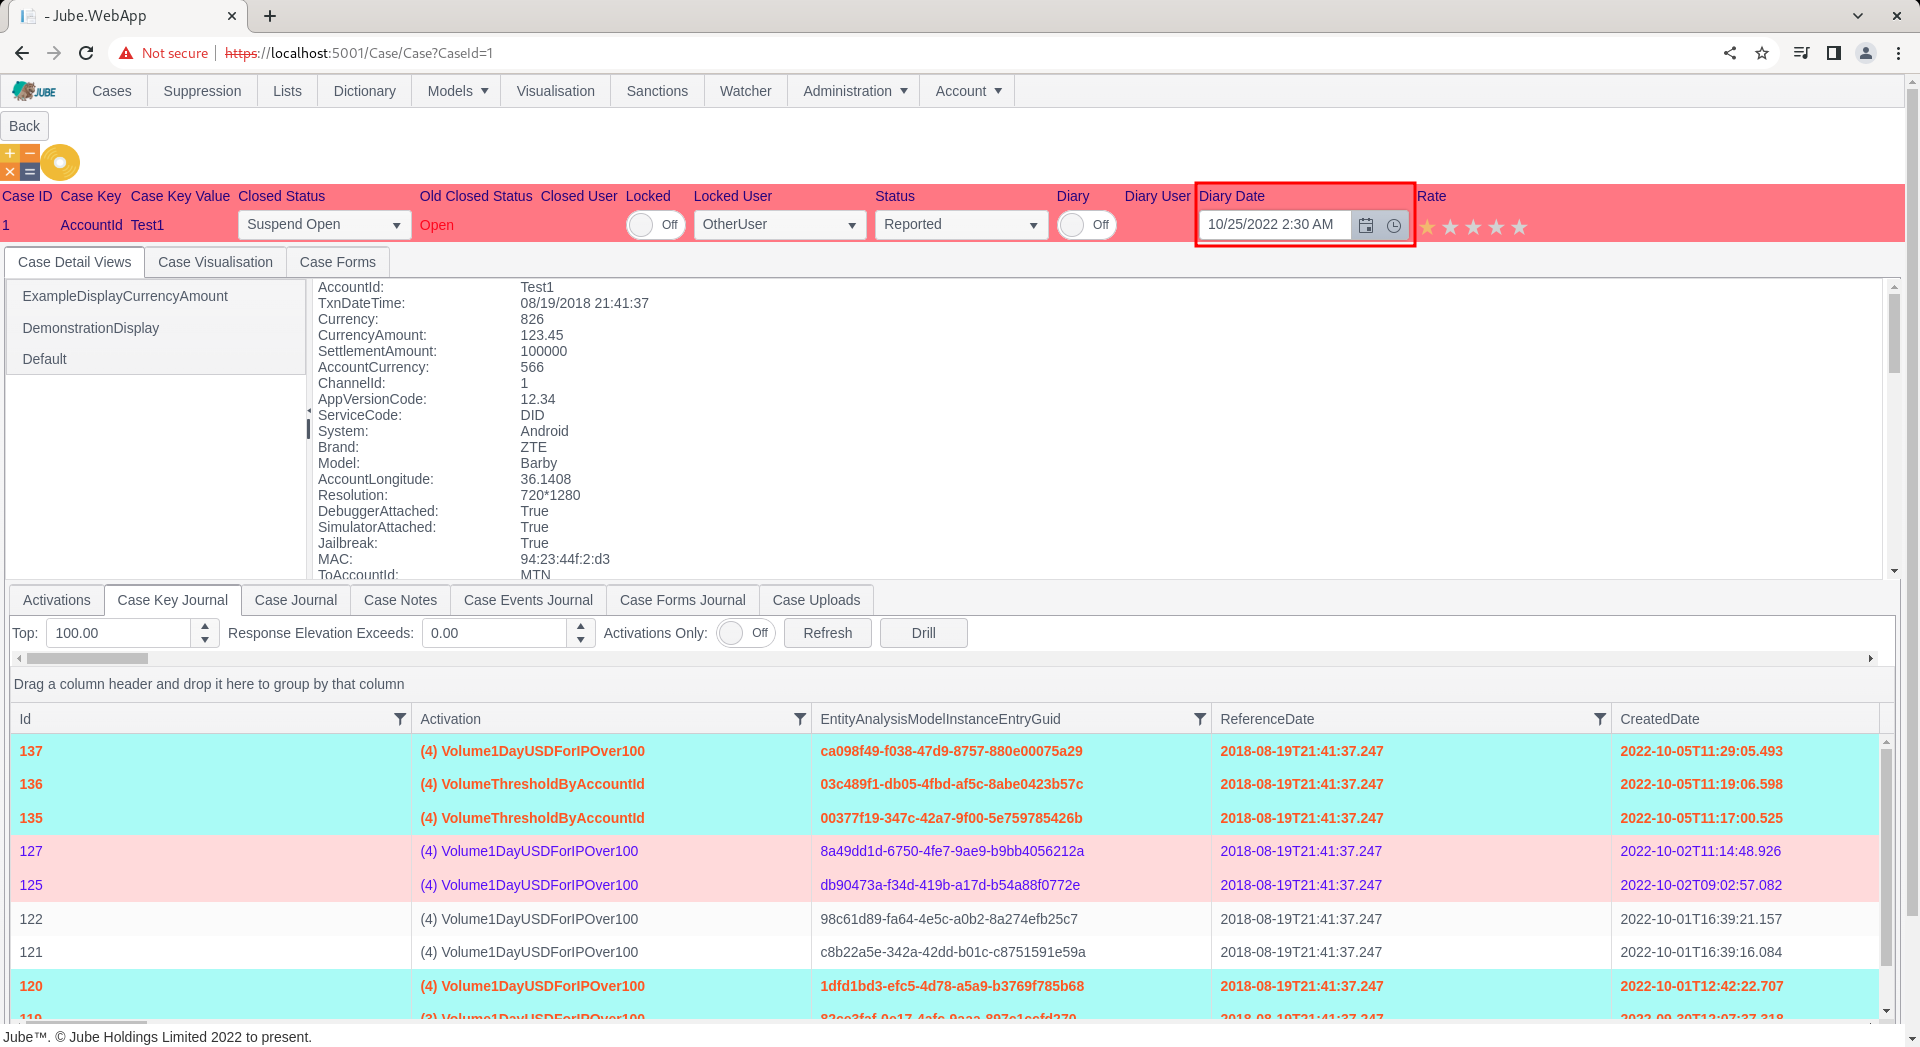 - Jube.WebApp
Not secure https://localhost:5001/Case/Case?CaseId=1
JUBE Cases Suppression Lists Dictionary Models Visualisation Sanctions Watcher Administration Account
Back
Case ID Case Key Case Key Value Closed Status Old Closed Status Closed User Locked Locked User Status Diary Diary User Diary Date Rate
1 AccountId Test1 Suspend Open Open Off OtherUser Reported Off 10/25/2022 2:30 AM
Case Detail Views Case Visualisation Case Forms
ExampleDisplayCurrencyAmount
DemonstrationDisplay
Default
AccountId: Test1
TxnDateTime: 08/19/2018 21:41:37
Currency: 826
CurrencyAmount: 123.45
SettlementAmount: 100000
AccountCurrency: 566
ChannelId: 1
AppVersionCode: 12.34
ServiceCode: DID
System: Android
Brand: ZTE
Model: Barby
AccountLongitude: 36.1408
Resolution: 720*1280
DebuggerAttached: True
SimulatorAttached: True
Jailbreak: True
MAC: 94:23:44f:2:d3
ToAccountId: MTN
Activations Case Key Journal Case Journal Case Notes Case Events Journal Case Forms Journal Case Uploads
Top: 100.00 Response Elevation Exceeds: 0.00 Activations Only: Off Refresh Drill
Drag a column header and drop it here to group by that column
Id Activation EntityAnalysisModelInstanceEntryGuid ReferenceDate CreatedDate
137 (4) Volume1DayUSDForIPOver100 ca098f49-f038-47d9-8757-880e00075a29 2018-08-19T21:41:37.247 2022-10-05T11:29:05.493
136 (4) VolumeThresholdByAccountId 03c489f1-db05-4fbd-af5c-8abe0423b57c 2018-08-19T21:41:37.247 2022-10-05T11:19:06.598
135 (4) VolumeThresholdByAccountId 00377f19-347c-42a7-9f00-5e759785426b 2018-08-19T21:41:37.247 2022-10-05T11:17:00.525
127 (4) Volume1DayUSDForIPOver100 8a49dd1d-6750-4fe7-9ae9-b9bb4056212a 2018-08-19T21:41:37.247 2022-10-02T11:14:48.926
125 (4) Volume1DayUSDForIPOver100 db90473a-f34d-419b-a17d-b54a88f0772e 2018-08-19T21:41:37.247 2022-10-02T09:02:57.082
122 (4) Volume1DayUSDForIPOver100 98c61d89-fa64-4e5c-a0b2-8a274efb25c7 2018-08-19T21:41:37.247 2022-10-01T16:39:21.157
121 (4) Volume1DayUSDForIPOver100 c8b22a5e-342a-42dd-b01c-c8751591e59a 2018-08-19T21:41:37.247 2022-10-01T16:39:16.084
120 (4) Volume1DayUSDForIPOver100 1dfd1bd3-efc5-4d78-a5a9-b3769f785b68 2018-08-19T21:41:37.247 2022-10-01T12:42:22.707
119 (3) Volume1DayUSDForIPOver100 2018-08-19T21:41:37.247
Jube™. © Jube Holdings Limited 2022 to present.